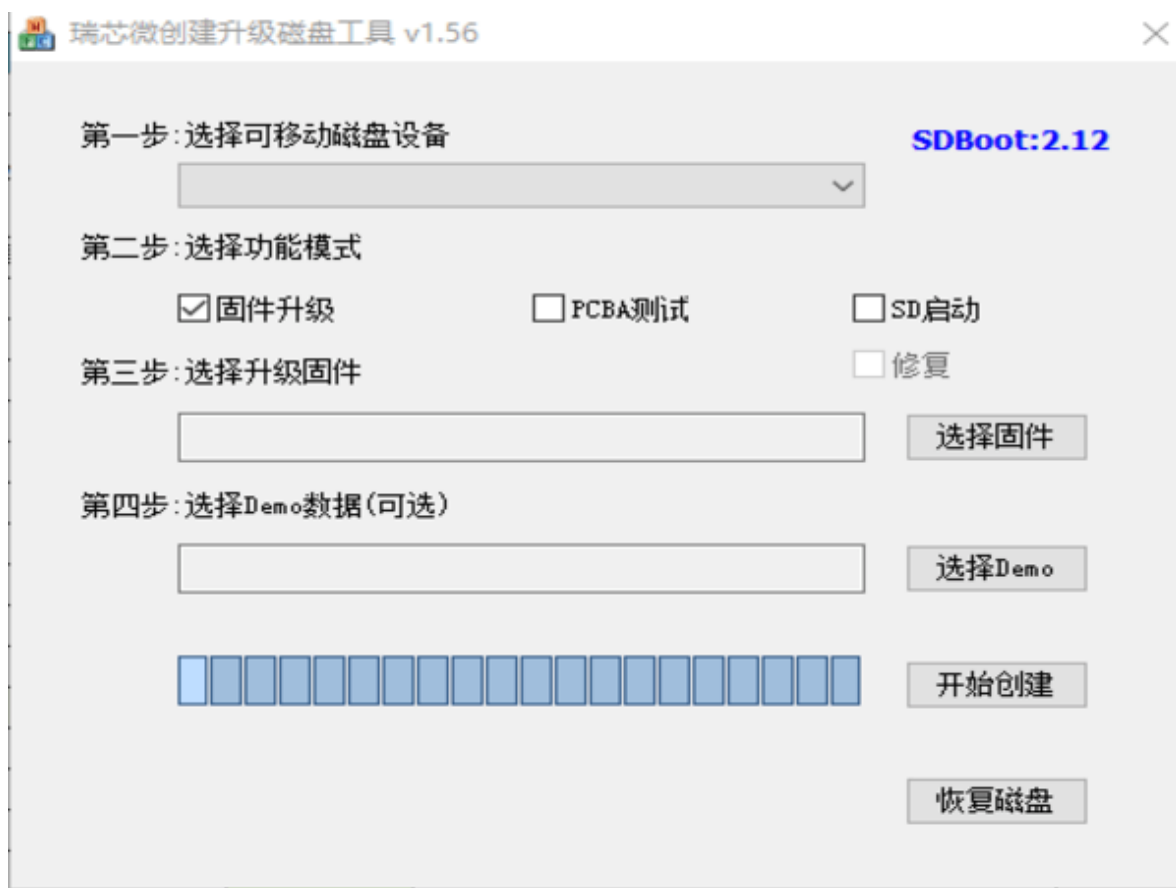 瑞芯微创建升级磁盘工具 v1.56
第一步:选择可移动磁盘设备
SDBoot:2.12
第二步:选择功能模式
固件升级 PCBA测试 SD启动
第三步:选择升级固件
修复
选择固件
第四步:选择Demo数据(可选)
选择Demo
开始创建
恢复磁盘